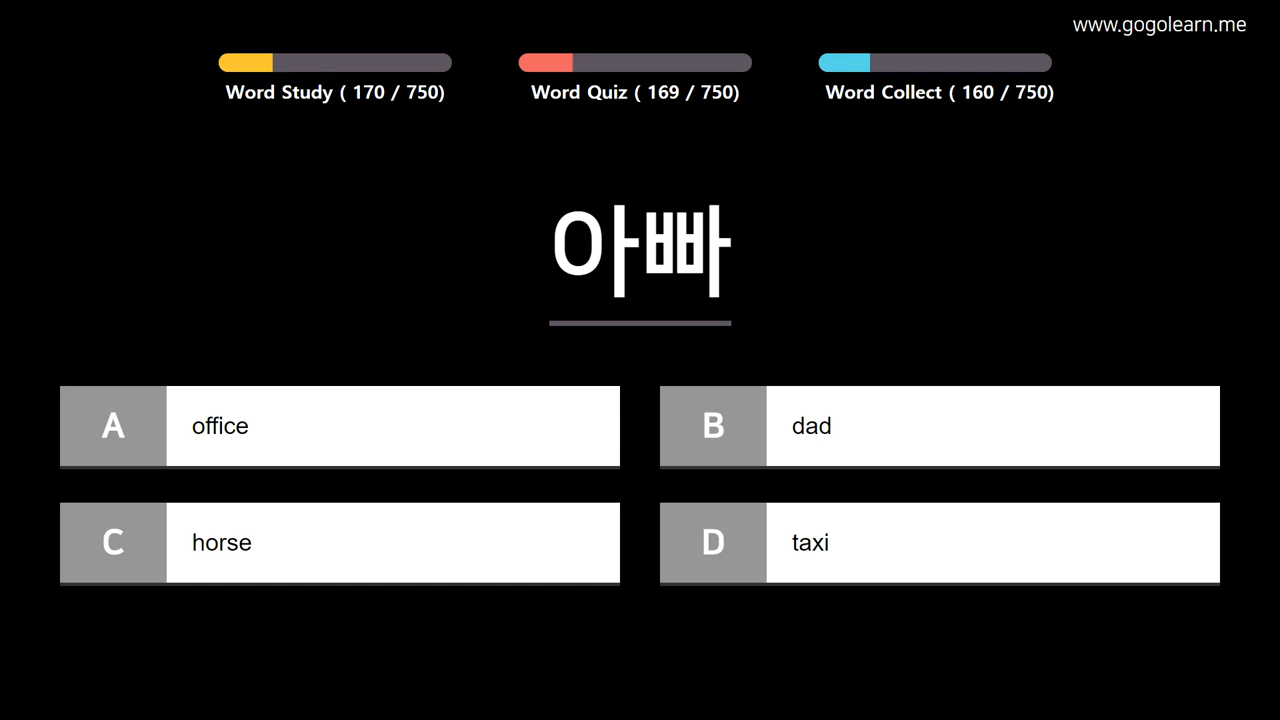 www.gogolearn.me
Word Study ( 170 / 750)
Word Quiz ( 169 / 750)
Word Collect ( 160 / 750)
아빠
A office
B dad
C horse
D taxi